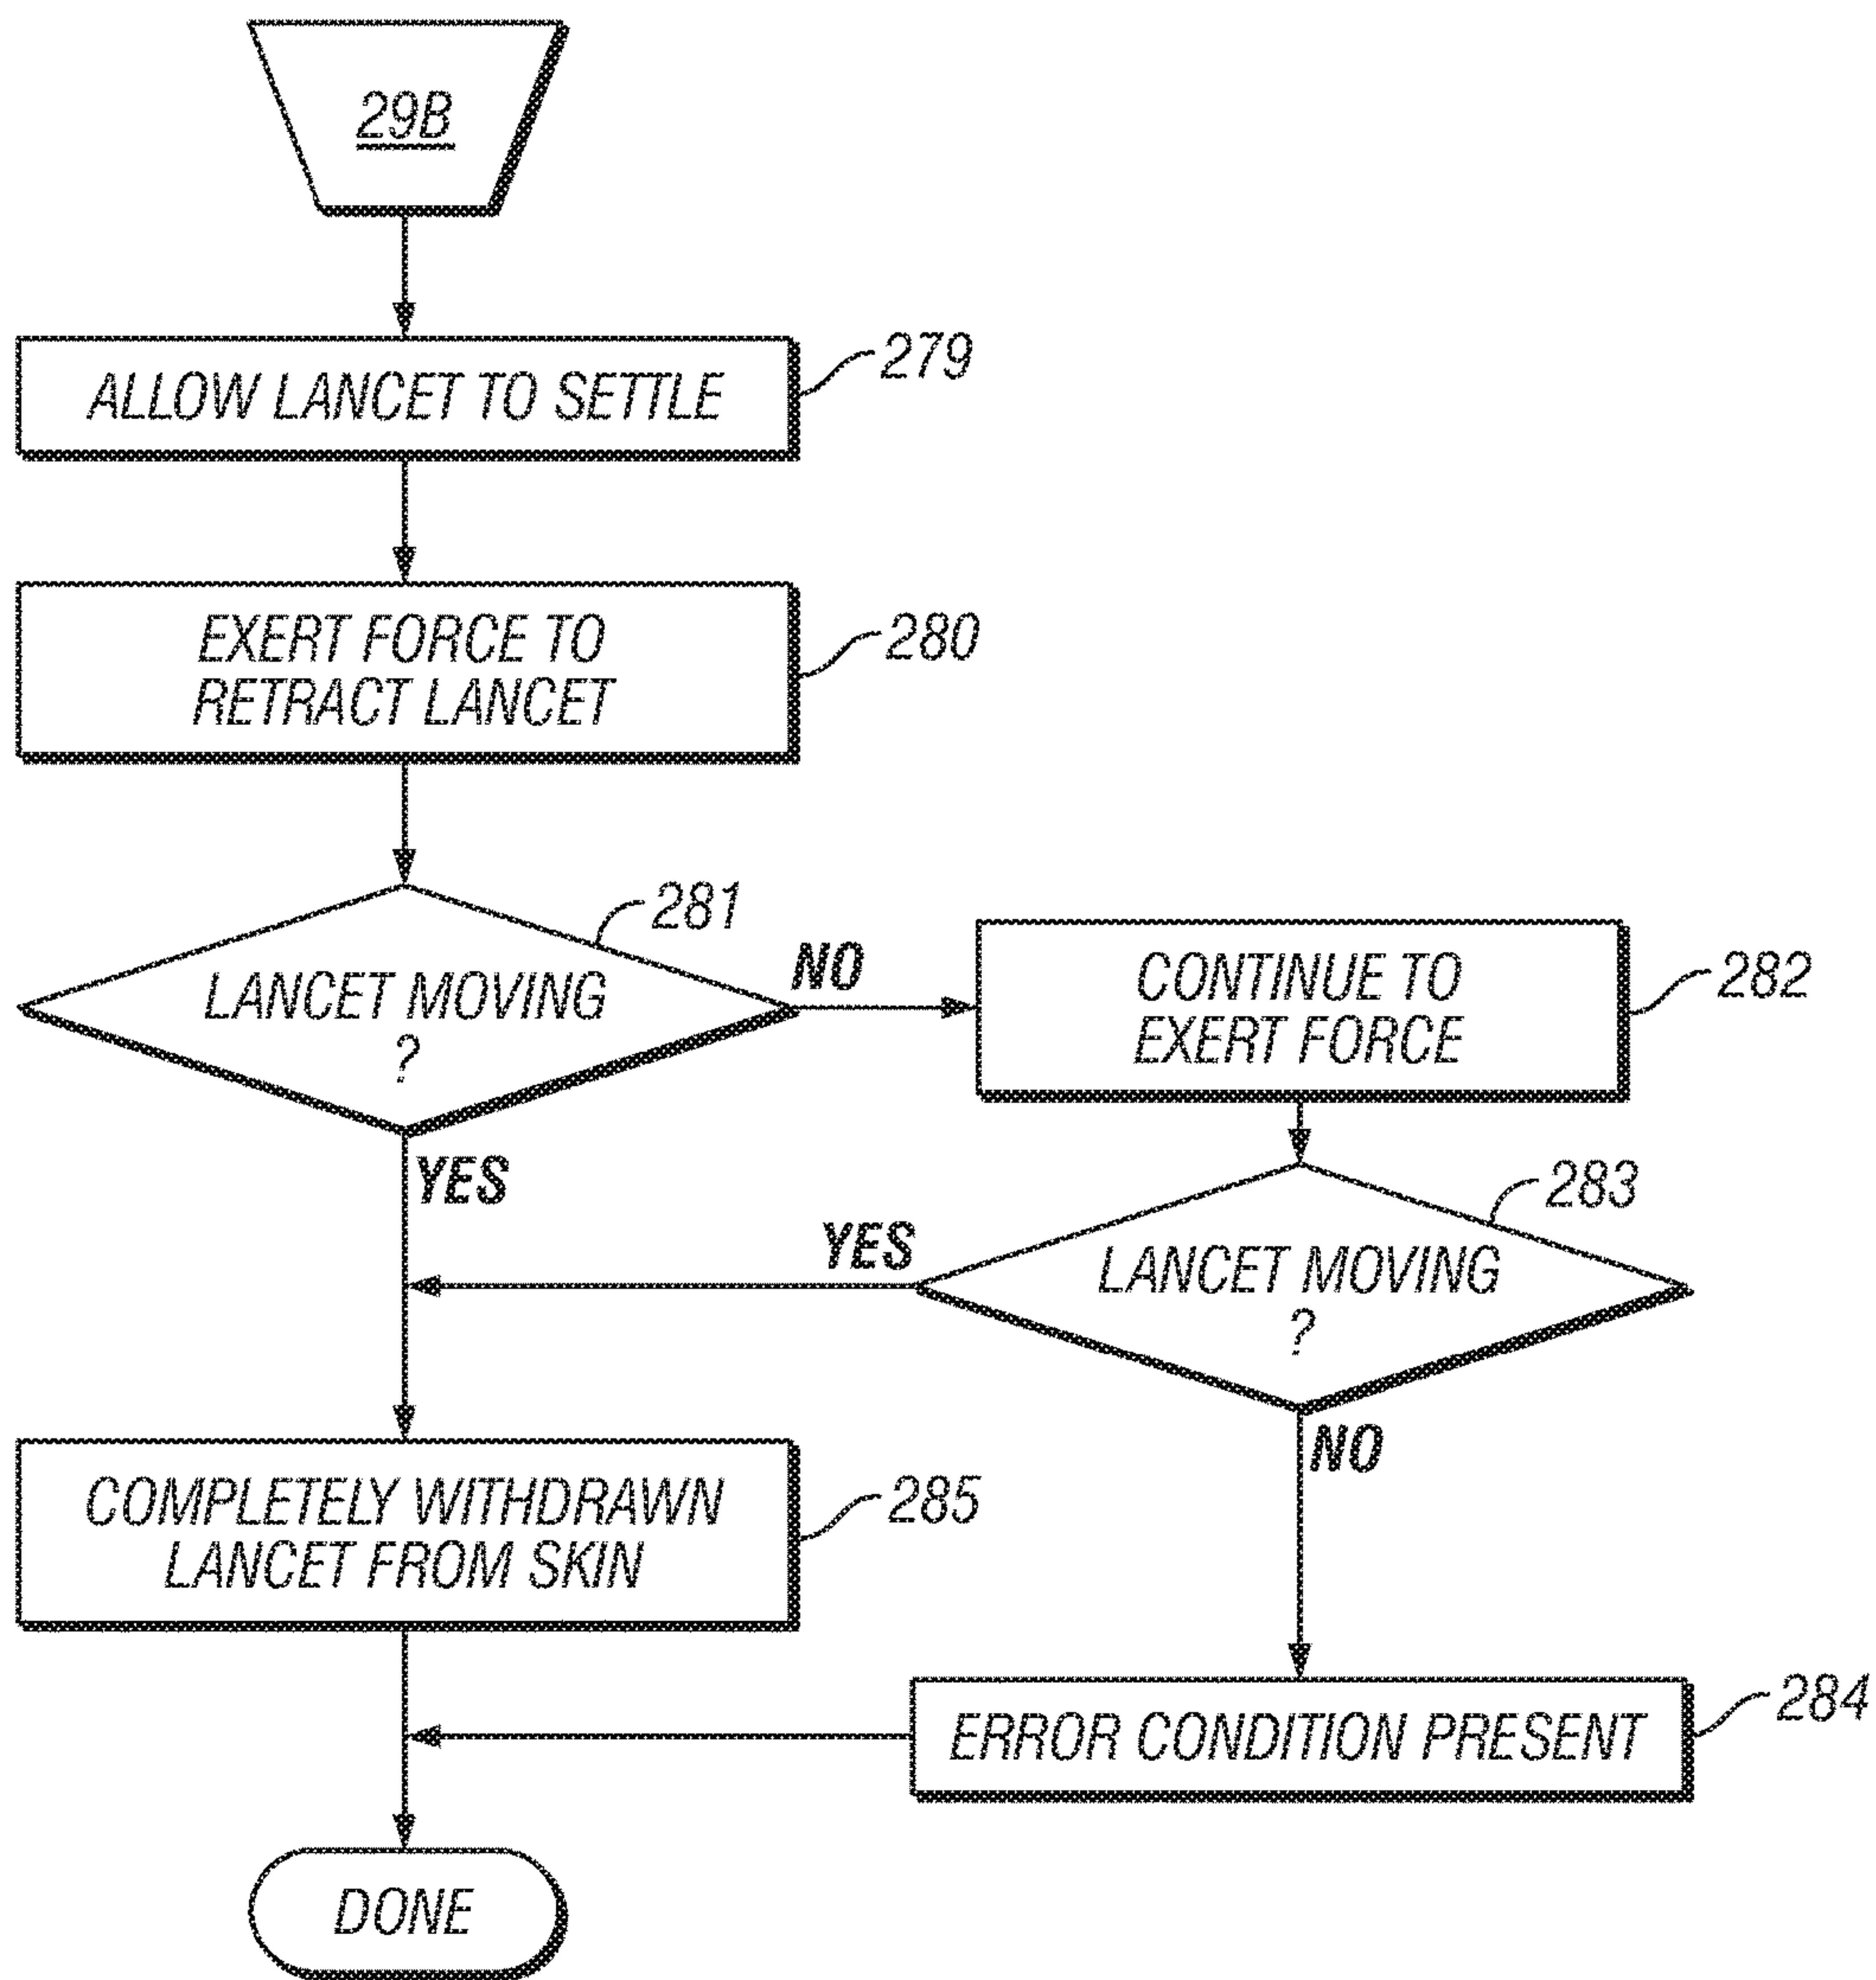 29B
ALLOW LANCET TO SETTLE
279
EXERT FORCE TO
RETRACT LANCET
280
281
LANCET MOVING
?
NO
CONTINUE TO
EXERT FORCE
282
YES
283
YES
LANCET MOVING
?
NO
COMPLETELY WITHDRAWN
LANCET FROM SKIN
285
284
ERROR CONDITION PRESENT
DONE